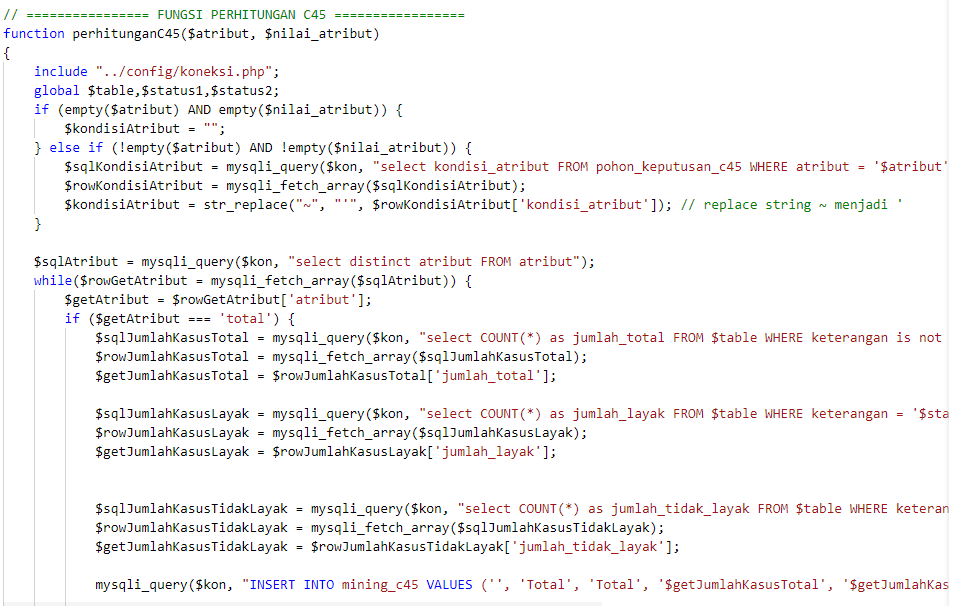 // ================ FUNGSI PERHITUNGAN C45 =================
function perhitunganC45($atribut, $nilai_atribut)
{
include "../config/koneksi.php";
global $table,$status1,$status2;
if (empty($atribut) AND empty($nilai_atribut)) {
$kondisiAtribut = "";
} else if (!empty($atribut) AND !empty($nilai_atribut)) {
$sqlKondisiAtribut = mysqli_query($kon, "select kondisi_atribut FROM pohon_keputusan_c45 WHERE atribut = '$atribut'
$rowKondisiAtribut = mysqli_fetch_array($sqlKondisiAtribut);
$kondisiAtribut = str_replace("~", "'", $rowKondisiAtribut['kondisi_atribut']); // replace string ~ menjadi '
}
$sqlAtribut = mysqli_query($kon, "select distinct atribut FROM atribut");
while($rowGetAtribut = mysqli_fetch_array($sqlAtribut)) {
$getAtribut = $rowGetAtribut['atribut'];
if ($getAtribut === 'total') {
$sqlJumlahKasusTotal = mysqli_query($kon, "select COUNT(*) as jumlah_total FROM $table WHERE keterangan is not
$rowJumlahKasusTotal = mysqli_fetch_array($sqlJumlahKasusTotal);
$getJumlahKasusTotal = $rowJumlahKasusTotal['jumlah_total'];
$sqlJumlahKasusLayak = mysqli_query($kon, "select COUNT(*) as jumlah_layak FROM $table WHERE keterangan = '$sta
$rowJumlahKasusLayak = mysqli_fetch_array($sqlJumlahKasusLayak);
$getJumlahKasusLayak = $rowJumlahKasusLayak['jumlah_layak'];
$sqlJumlahKasusTidakLayak = mysqli_query($kon, "select COUNT(*) as jumlah_tidak_layak FROM $table WHERE keteran
$rowJumlahKasusTidakLayak = mysqli_fetch_array($sqlJumlahKasusTidakLayak);
$getJumlahKasusTidakLayak = $rowJumlahKasusTidakLayak['jumlah_tidak_layak'];
mysqli_query($kon, "INSERT INTO mining_c45 VALUES ('', 'Total', 'Total', '$getJumlahKasusTotal', '$getJumlahKas